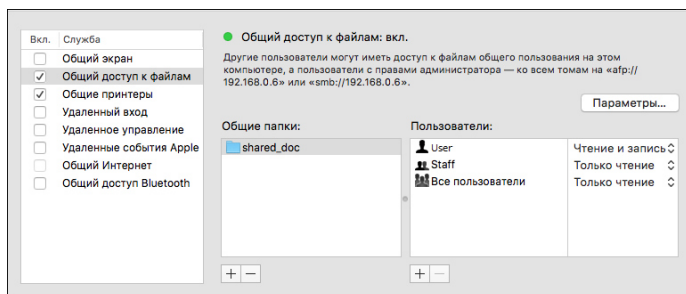 Вкл. Служба
Общий экран
Общий доступ к файлам
Общие принтеры
Удаленный вход
Удаленное управление
Удаленные события Apple
Общий Интернет
Общий доступ Bluetooth
Общий доступ к файлам: вкл.
Другие пользователи могут иметь доступ к файлам общего пользования на этом
компьютере, а пользователи с правами администратора — ко всем томам на «afp://
192.168.0.6» или «smb://192.168.0.6».
Параметры...
Общие папки:
shared_doc
Пользователи:
User Чтение и запись
Staff Только чтение
Все пользователи Только чтение